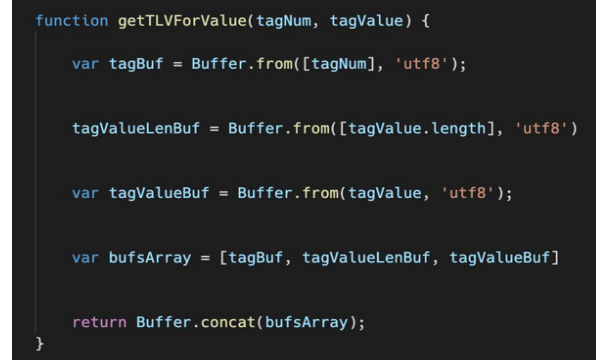 function getTLVForValue(tagNum, tagValue) {
var tagBuf = Buffer.from([tagNum], 'utf8');
tagValueLenBuf = Buffer.from([tagValue.length], 'utf8')
var tagValueBuf = Buffer.from(tagValue, 'utf8');
var bufsArray = [tagBuf, tagValueLenBuf, tagValueBuf]
return Buffer.concat(bufsArray);
}